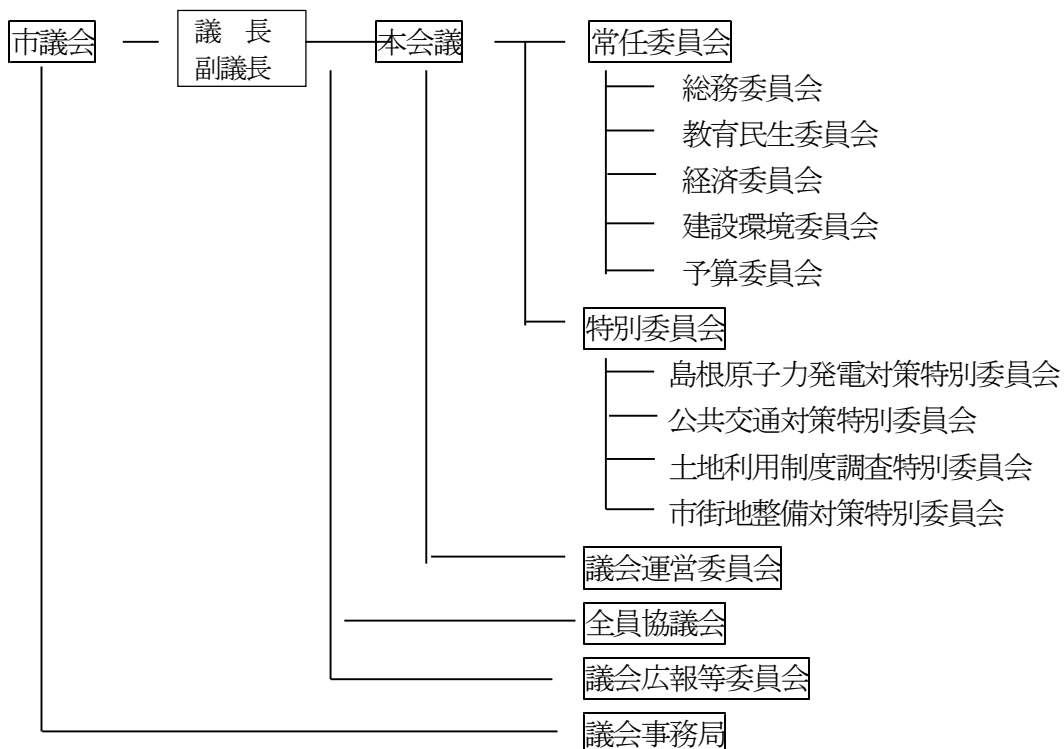 市議会
議　長
副議長
本会議
常任委員会
総務委員会
教育民生委員会
経済委員会
建設環境委員会
予算委員会
特別委員会
島根原子力発電対策特別委員会
公共交通対策特別委員会
土地利用制度調査特別委員会
市街地整備対策特別委員会
議会運営委員会
全員協議会
議会広報等委員会
議会事務局